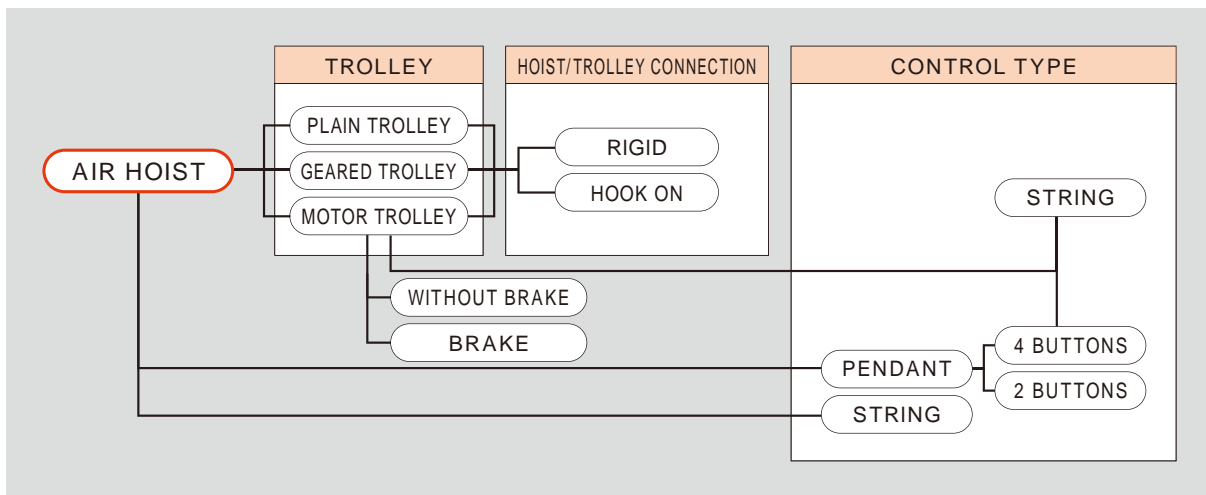 TROLLEY
HOIST/TROLLEY CONNECTION
CONTROL TYPE
AIR HOIST
PLAIN TROLLEY
GEARED TROLLEY
MOTOR TROLLEY
RIGID
HOOK ON
STRING
WITHOUT BRAKE
BRAKE
PENDANT
4 BUTTONS
2 BUTTONS
STRING